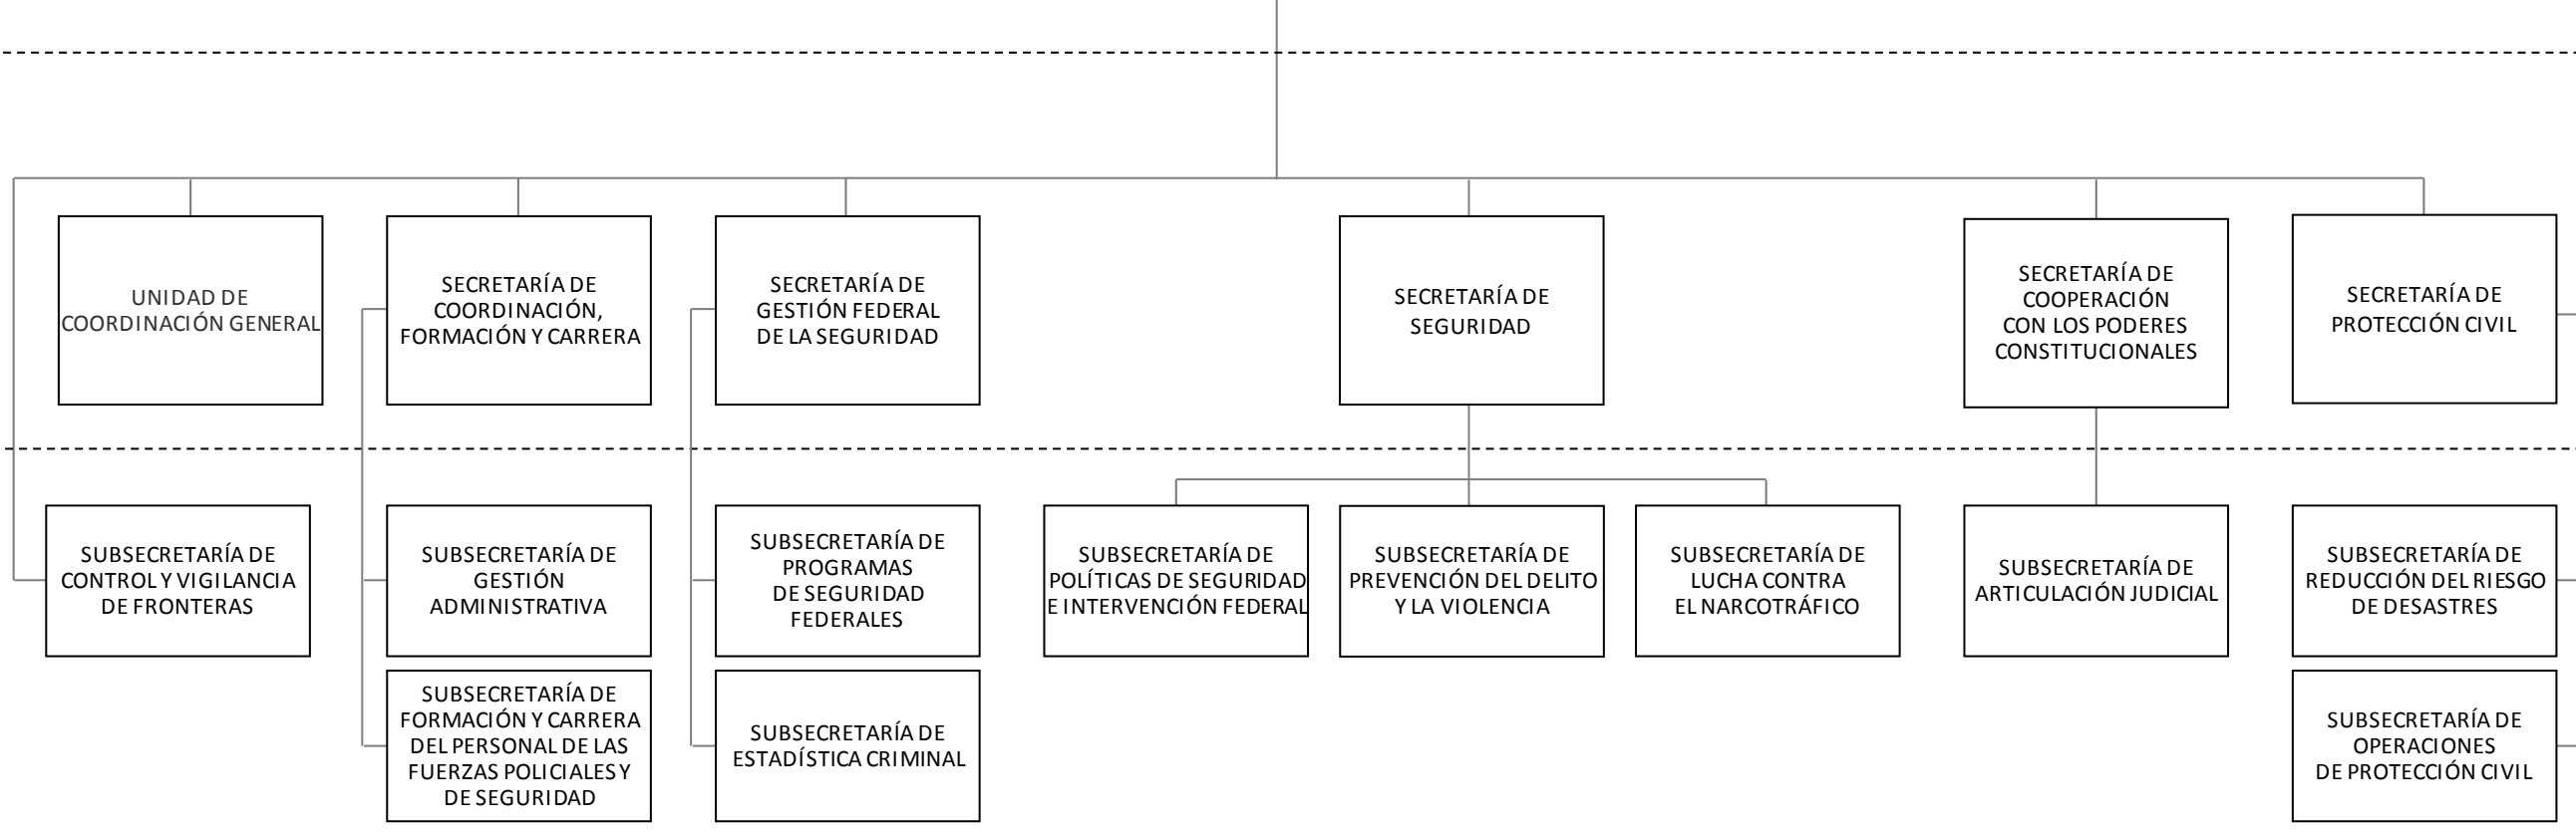 UNIDAD DE
COORDINACIÓN GENERAL
SECRETARÍA DE
COORDINACIÓN,
FORMACIÓN Y CARRERA
SECRETARÍA DE
GESTIÓN FEDERAL
DE LA SEGURIDAD
SECRETARÍA DE
SEGURIDAD
SECRETARÍA DE
COOPERACIÓN
CON LOS PODERES
CONSTITUCIONALES
SECRETARÍA DE
PROTECCIÓN CIVIL
SUBSECRETARÍA DE
CONTROL Y VIGILANCIA
DE FRONTERAS
SUBSECRETARÍA DE
GESTIÓN
ADMINISTRATIVA
SUBSECRETARÍA DE
PROGRAMAS
DE SEGURIDAD
FEDERALES
SUBSECRETARÍA DE
POLÍTICAS DE SEGURIDAD
E INTERVENCIÓN FEDERAL
SUBSECRETARÍA DE
PREVENCIÓN DEL DELITO
Y LA VIOLENCIA
SUBSECRETARÍA DE
LUCHA CONTRA
EL NARCOTRÁFICO
SUBSECRETARÍA DE
ARTICULACIÓN JUDICIAL
SUBSECRETARÍA DE
REDUCCIÓN DEL RIESGO
DE DESASTRES
SUBSECRETARÍA DE
FORMACIÓN Y CARRERA
DEL PERSONAL DE LAS
FUERZAS POLICIALES Y
DE SEGURIDAD
SUBSECRETARÍA DE
ESTADÍSTICA CRIMINAL
SUBSECRETARÍA DE
OPERACIONES
DE PROTECCIÓN CIVIL